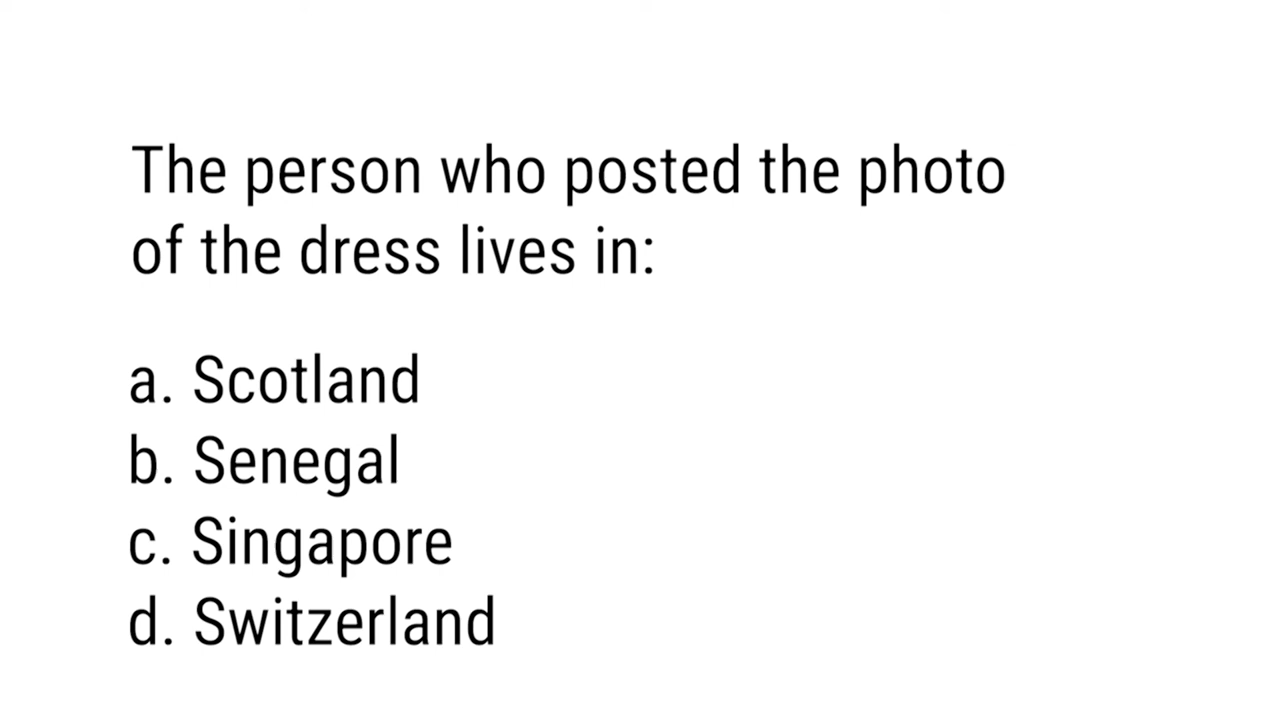 The person who posted the photo
of the dress lives in:
a. Scotland
b. Senegal
c. Singapore
d. Switzerland